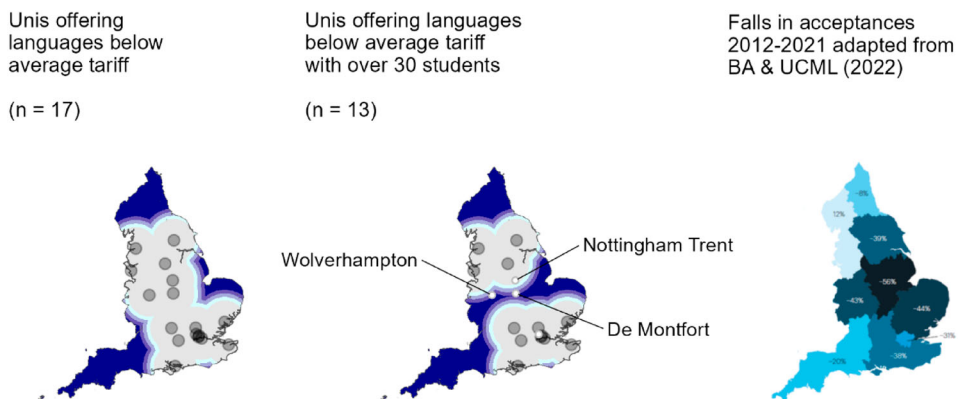 Unis offering
languages below
average tariff
(n = 17)
Unis offering languages
below average tariff
with over 30 students
(n = 13)
Falls in acceptances
2012-2021 adapted from
BA & UCML (2022)
Wolverhampton
Nottingham Trent
De Montfort
-8%
12%
-39%
-56%
-43%
-44%
-20%
-38%